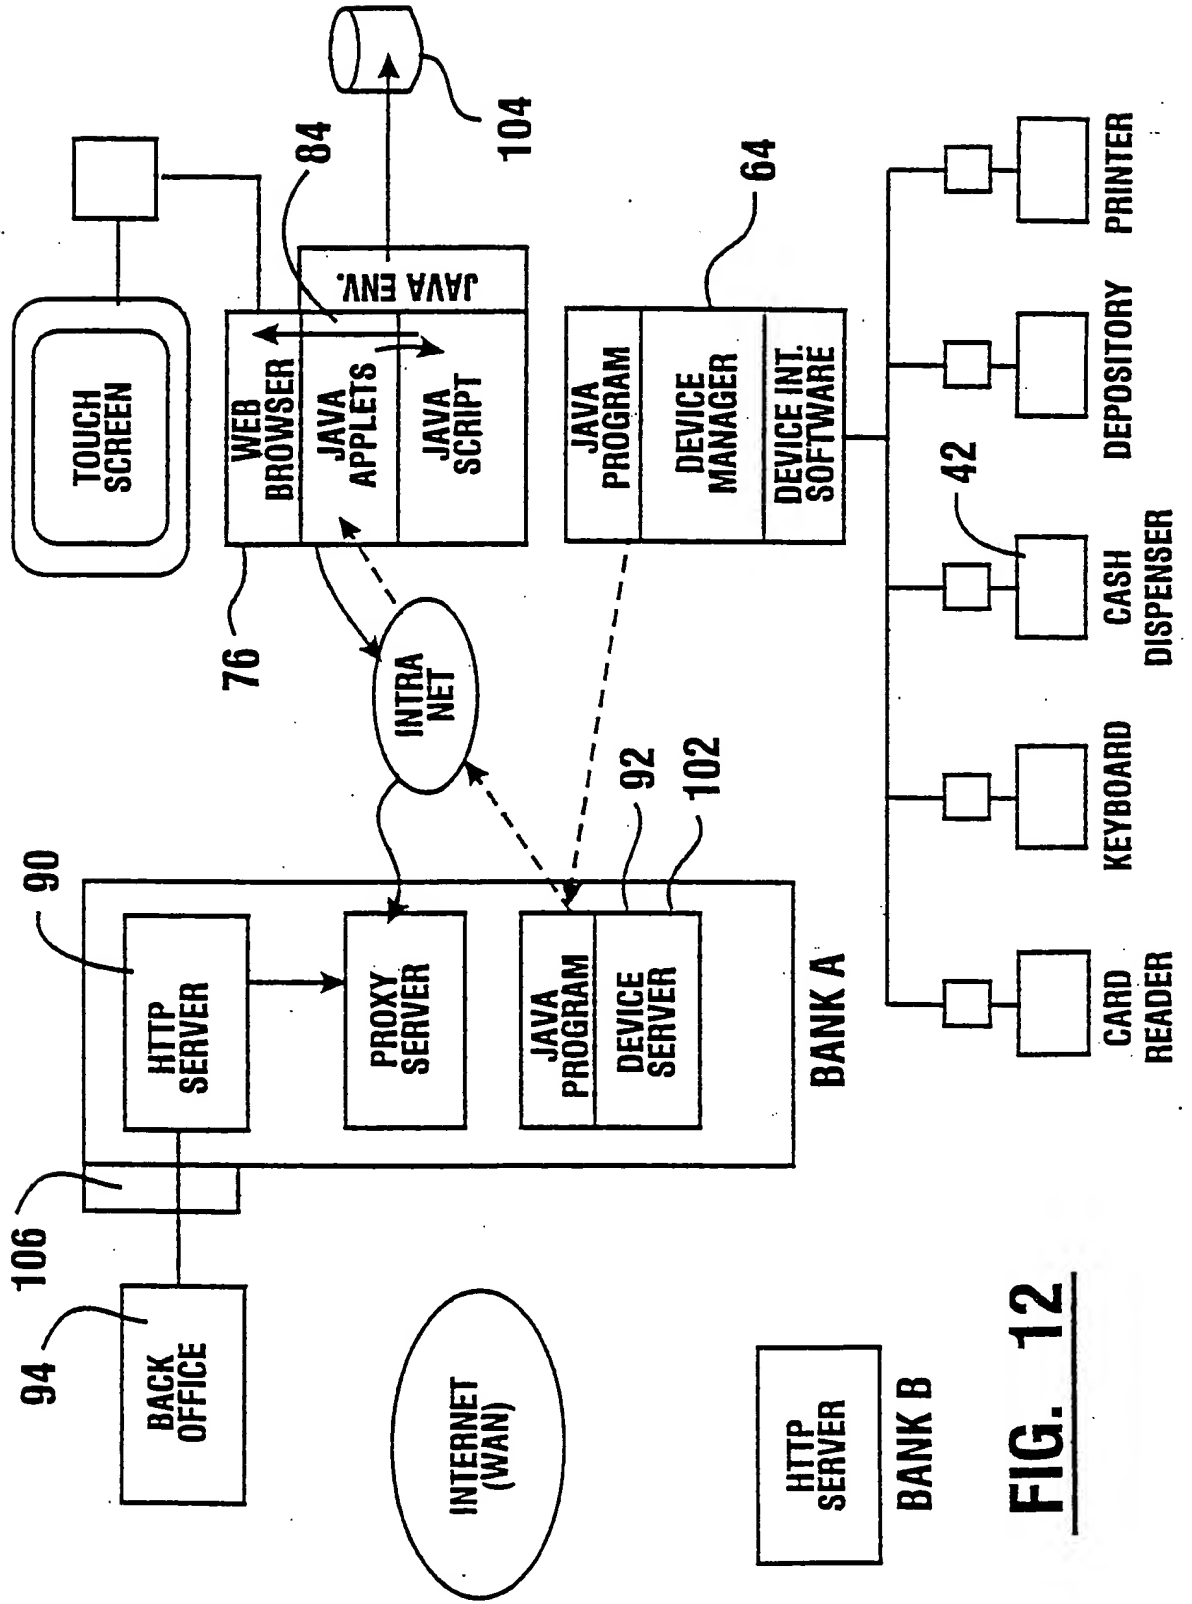 94
BACK
OFFICE
106
90
HTTP
SERVER
PROXY
SERVER
JAVA
PROGRAM
DEVICE
SERVER
92
102
BANK A
INTERNET
(WAN)
HTTP
SERVER
BANK B
INTRA
NET
TOUCH
SCREEN
76
WEB
BROWSER
JAVA
APPLETS
JAVA
SCRIPT
JAVA ENV.
84
104
JAVA
PROGRAM
DEVICE
MANAGER
DEVICE INT.
SOFTWARE
64
42
CARD
READER
KEYBOARD
CASH
DISPENSER
DEPOSITORY
PRINTER
FIG. 12